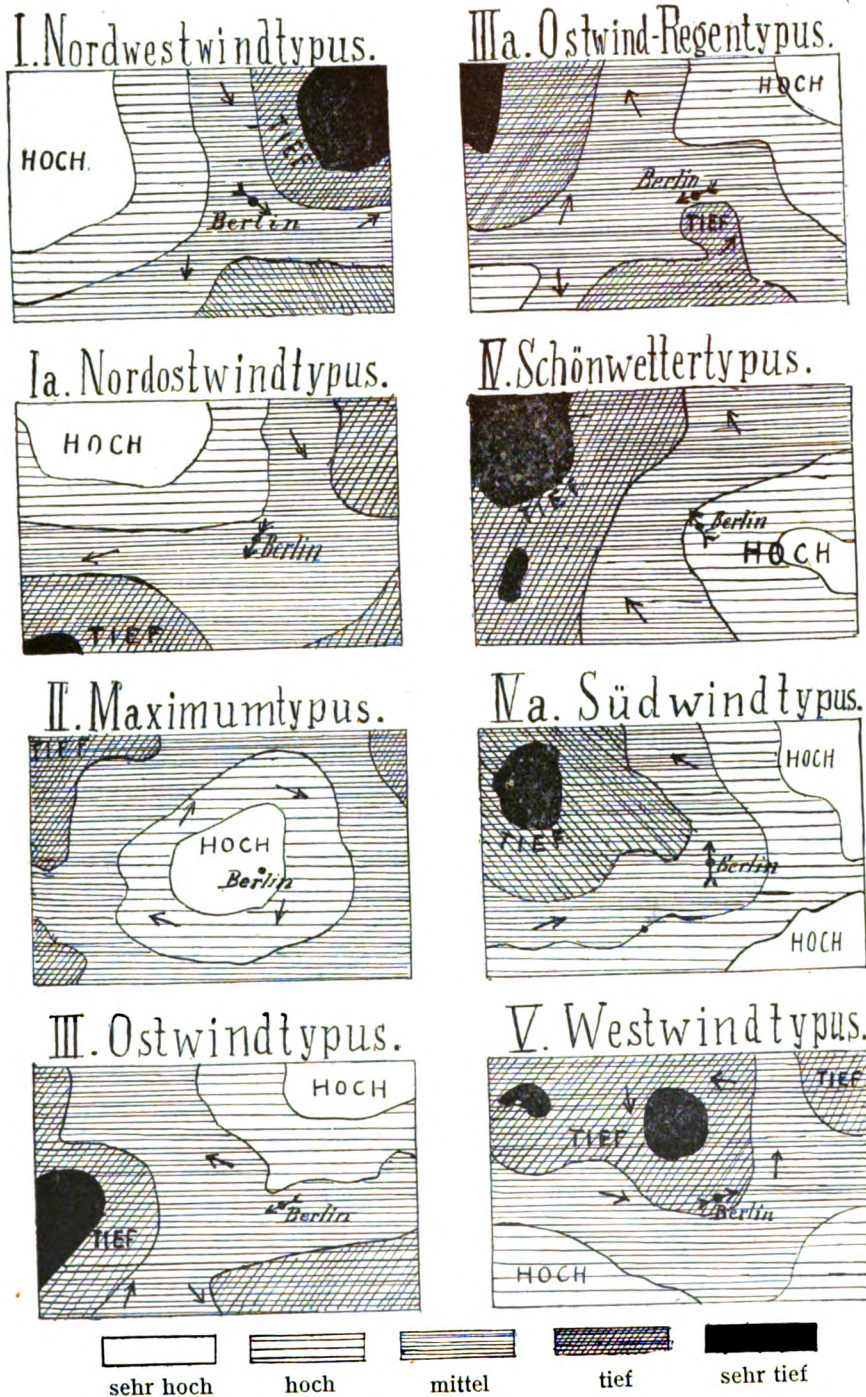 I. Nordwestwindtypus.
HOCH.
TIEF
Berlin
Ia. Nordostwindtypus.
HOCH
Berlin
TIEF
II. Maximumtypus.
TIEF
HOCH
Berlin
III. Ostwindtypus.
HOCH
Berlin
TIEF
IIIa. Ostwind-Regentypus.
HOCH
Berlin
TIEF
IV. Schönwettertypus.
TIEF
Berlin
HOCH
IVa. Südwindtypus.
HOCH
TIEF
Berlin
HOCH
V. Westwindtypus.
TIEF
TIEF
Berlin
HOCH
sehr hoch hoch mittel tief sehr tief